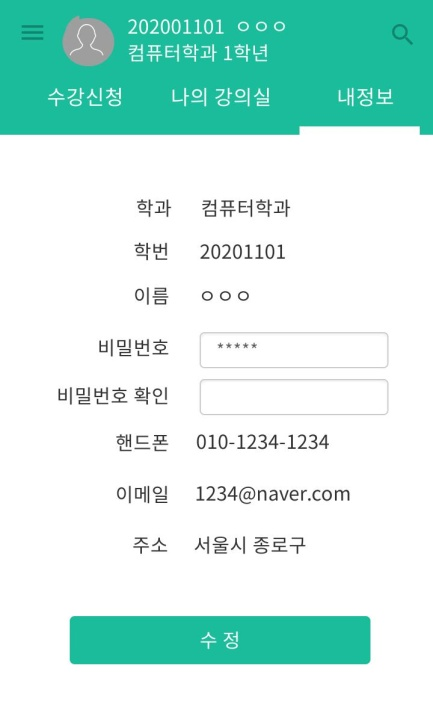 202001101 ㅇㅇㅇ
컴퓨터학과 1학년
수강신청 나의 강의실 내정보
학과 컴퓨터학과
학번 20201101
이름 ㅇㅇㅇ
비밀번호 *****
비밀번호 확인
핸드폰 010-1234-1234
이메일 1234@naver.com
주소 서울시 종로구
수 정